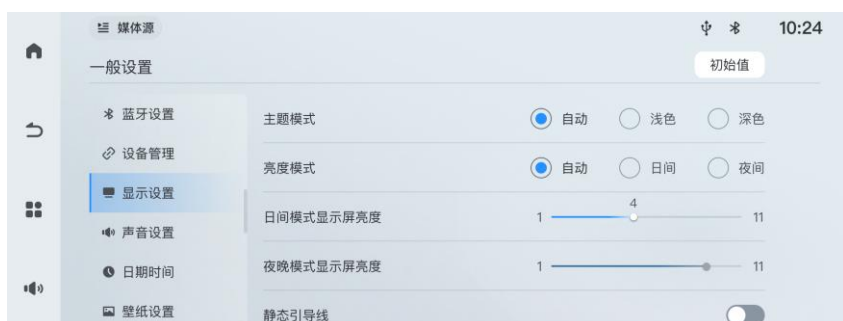 媒体源
10:24
一般设置
初始值
蓝牙设置
设备管理
显示设置
声音设置
日期时间
壁纸设置
主题模式 自动 浅色 深色
亮度模式 自动 日间 夜间
日间模式显示屏亮度 1 4 11
夜晚模式显示屏亮度 1 11
静态引导线